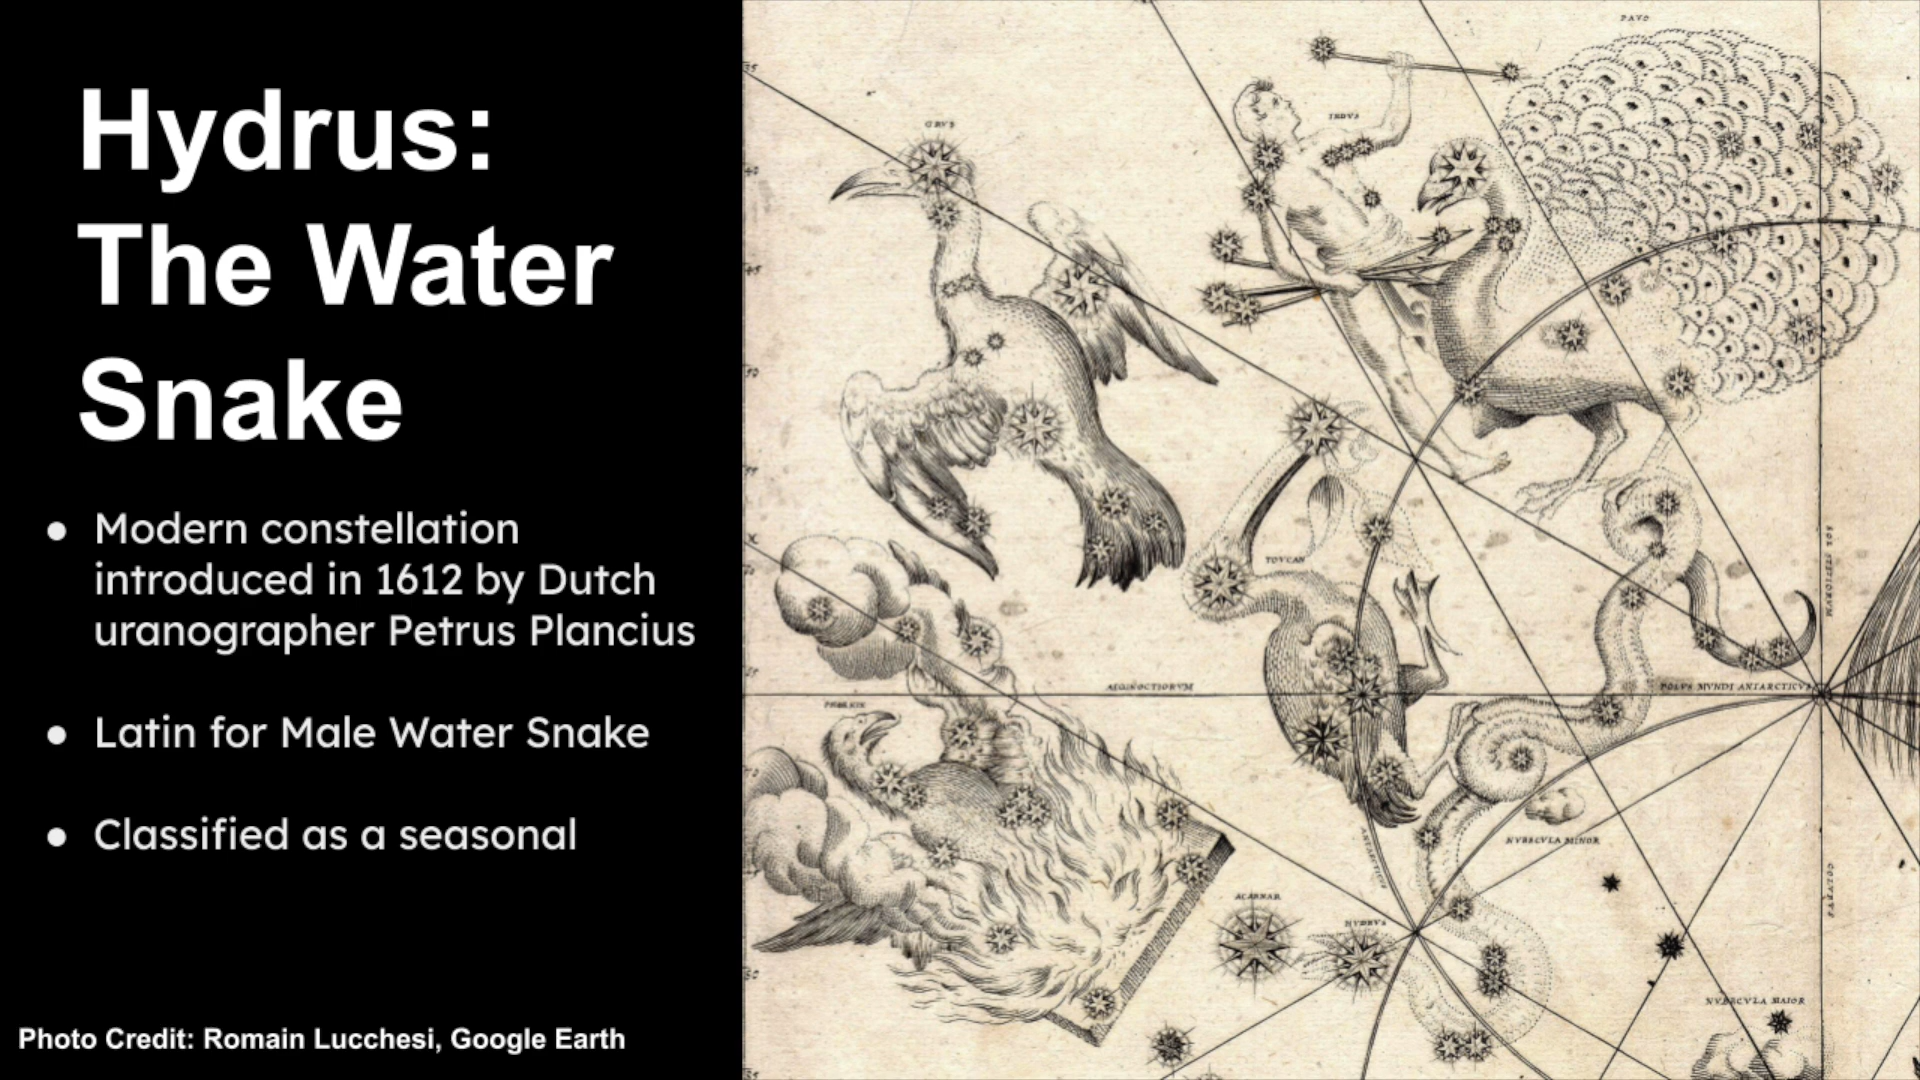 Hydrus:
The Water
Snake
● Modern constellation
introduced in 1612 by Dutch
uranographer Petrus Plancius
● Latin for Male Water Snake
● Classified as a seasonal
Photo Credit: Romain Lucchesi, Google Earth
PAVO
GRVS
INDVS
TOVCAN
POLVS MVNDI ANTARCTICVS
PHOENIX
NVBECVLA MINOR
ACARNAR
HYDRVS
NVBECVLA MAIOR